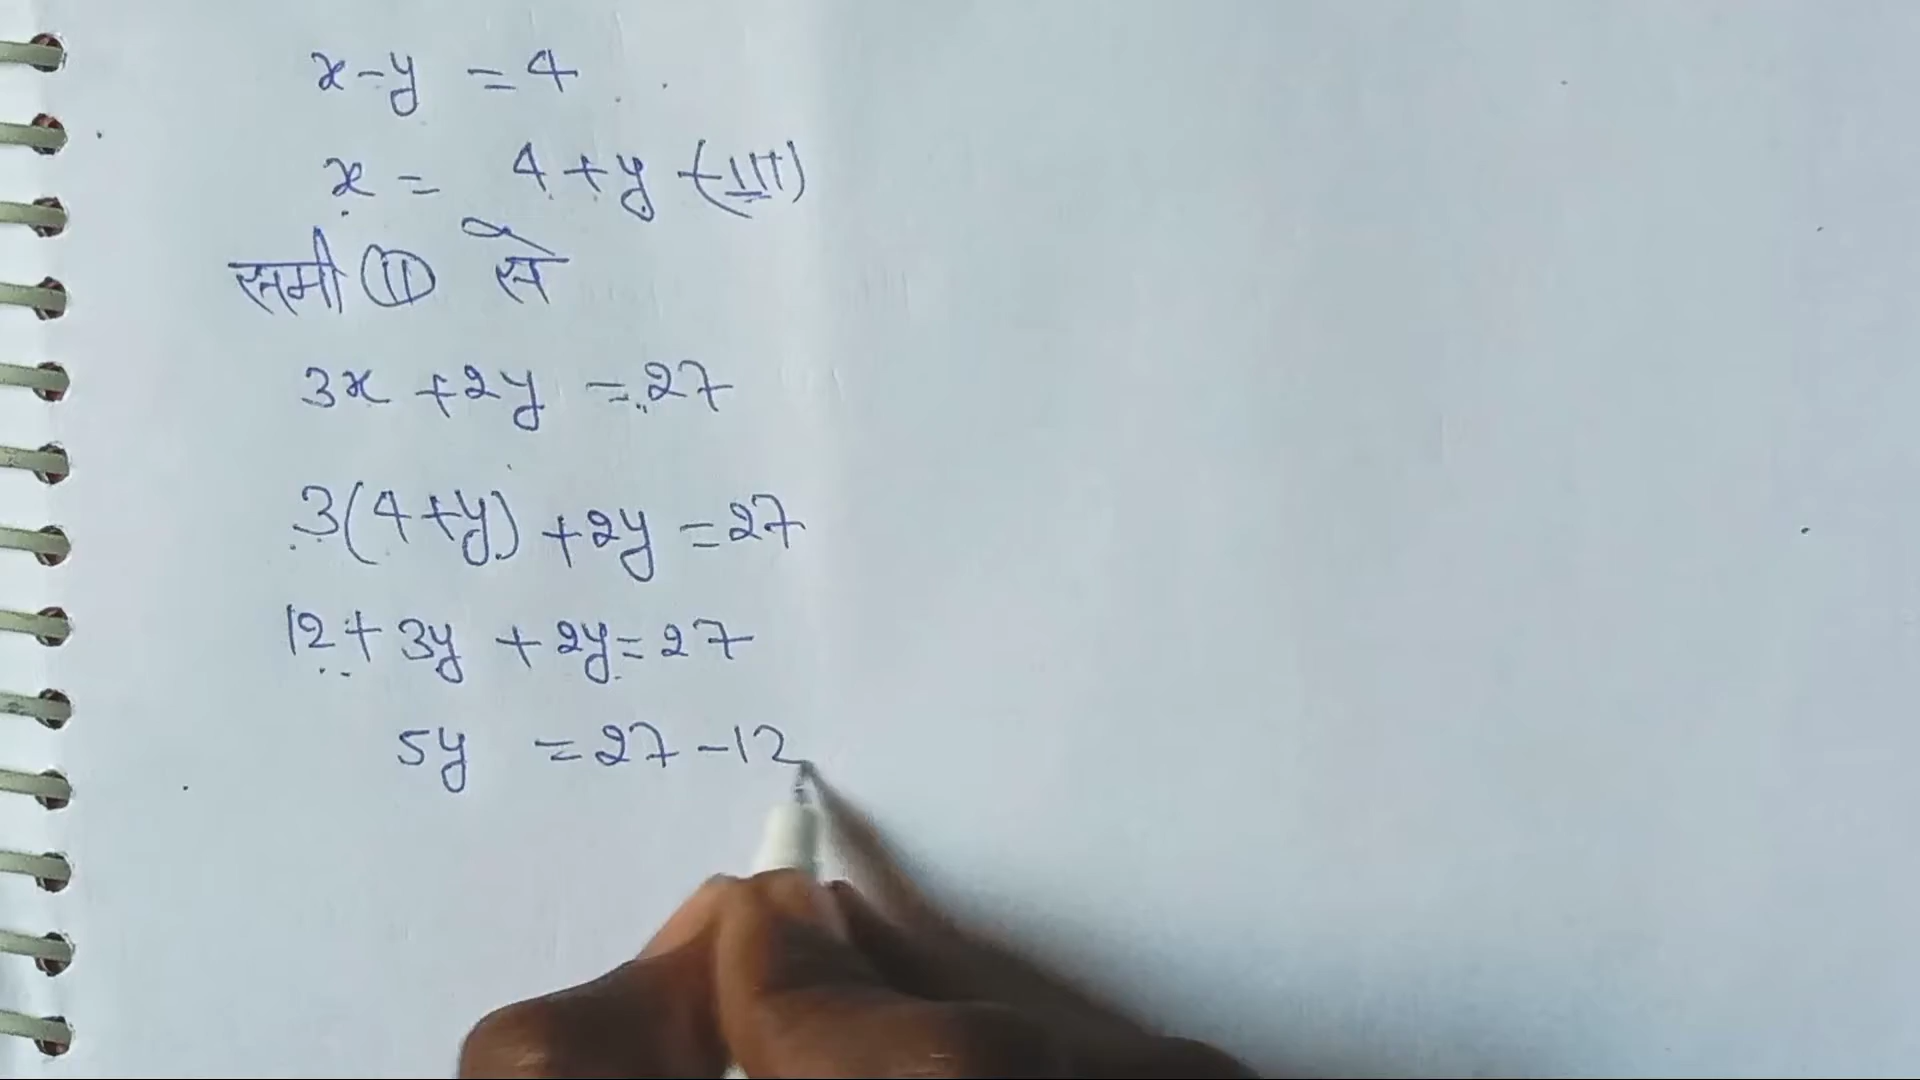 x-y = 4
x = 4+y -(III)
समी (II) से
3x +2y = 27
3(4+y) +2y = 27
12+ 3y + 2y = 27
5y = 27 -12